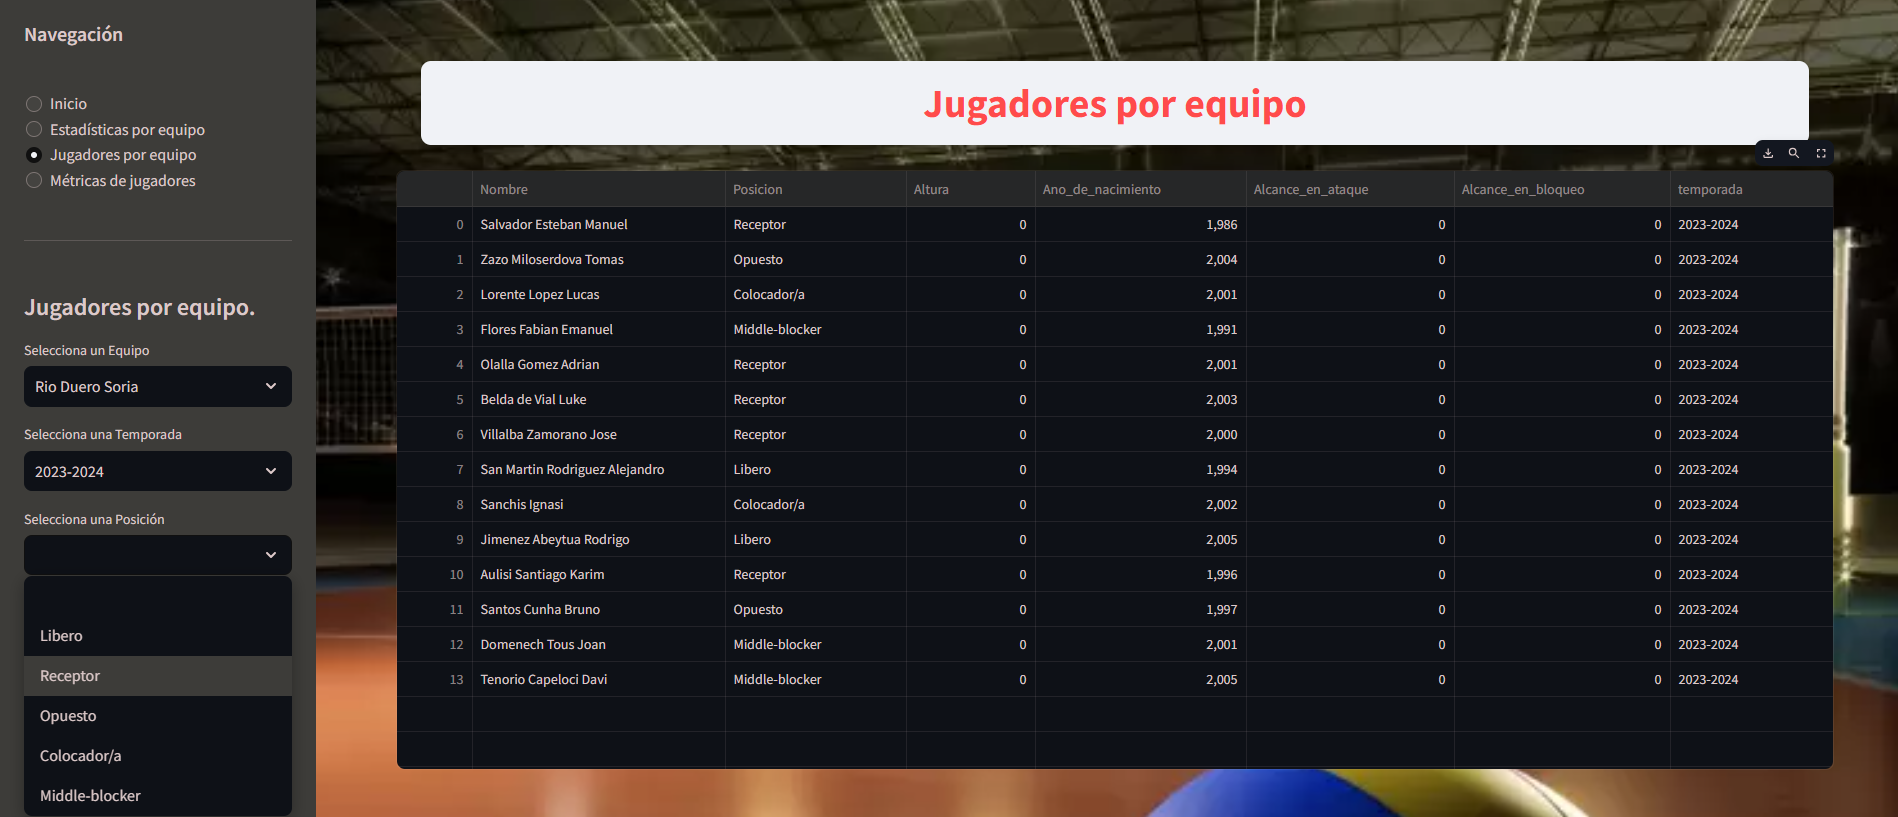 Navegación
Inicio
Estadísticas por equipo
Jugadores por equipo
Métricas de jugadores
Jugadores por equipo.
Selecciona un Equipo
Rio Duero Soria
Selecciona una Temporada
2023-2024
Selecciona una Posición
Libero
Receptor
Opuesto
Colocador/a
Middle-blocker
Jugadores por equipo
Nombre Posicion Altura Ano_de_nacimiento Alcance_en_ataque Alcance_en_bloqueo temporada
0 Salvador Esteban Manuel Receptor 0 1,986 0 0 2023-2024
1 Zazo Miloserdova Tomas Opuesto 0 2,004 0 0 2023-2024
2 Lorente Lopez Lucas Colocador/a 0 2,001 0 0 2023-2024
3 Flores Fabian Emanuel Middle-blocker 0 1,991 0 0 2023-2024
4 Olalla Gomez Adrian Receptor 0 2,001 0 0 2023-2024
5 Belda de Vial Luke Receptor 0 2,003 0 0 2023-2024
6 Villalba Zamorano Jose Receptor 0 2,000 0 0 2023-2024
7 San Martin Rodriguez Alejandro Libero 0 1,994 0 0 2023-2024
8 Sanchis Ignasi Colocador/a 0 2,002 0 0 2023-2024
9 Jimenez Abeytua Rodrigo Libero 0 2,005 0 0 2023-2024
10 Aulisi Santiago Karim Receptor 0 1,996 0 0 2023-2024
11 Santos Cunha Bruno Opuesto 0 1,997 0 0 2023-2024
12 Domenech Tous Joan Middle-blocker 0 2,001 0 0 2023-2024
13 Tenorio Capeloci Davi Middle-blocker 0 2,005 0 0 2023-2024